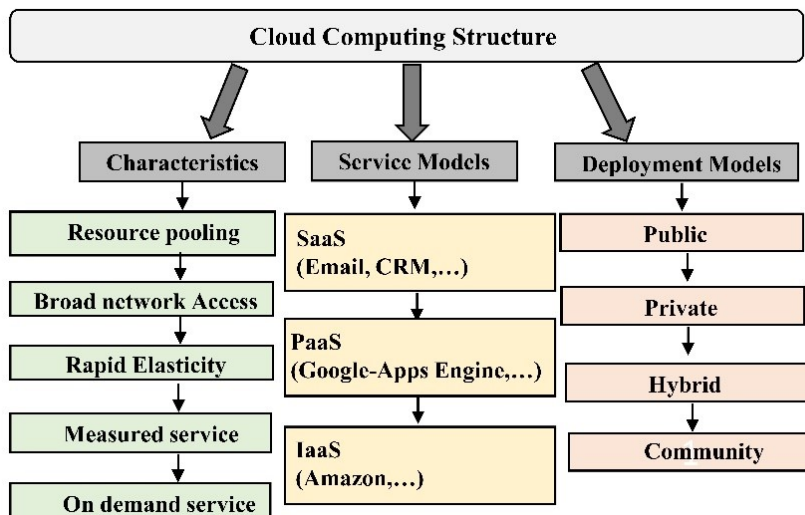 Cloud Computing Structure
Characteristics
Resource pooling
Broad network Access
Rapid Elasticity
Measured service
On demand service
Service Models
SaaS
(Email, CRM,…)
PaaS
(Google-Apps Engine,…)
IaaS
(Amazon,…)
Deployment Models
Public
Private
Hybrid
Community
1